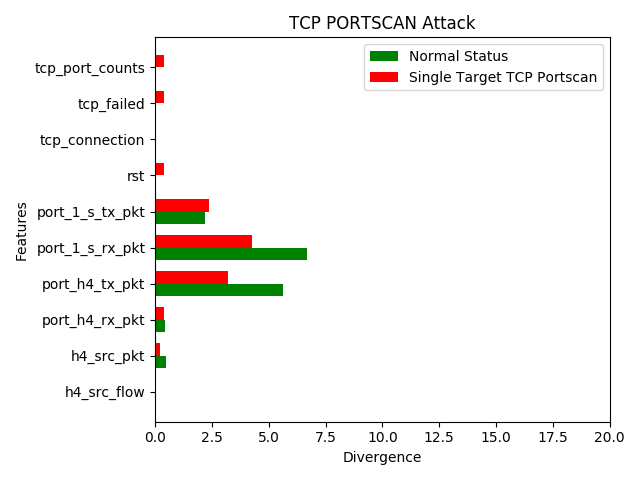 TCP PORTSCAN Attack
Normal Status
Single Target TCP Portscan
tcp_port_counts
tcp_failed
tcp_connection
rst
port_1_s_tx_pkt
port_1_s_rx_pkt
port_h4_tx_pkt
port_h4_rx_pkt
h4_src_pkt
h4_src_flow
Features
0.0 2.5 5.0 7.5 10.0 12.5 15.0 17.5 20.0
Divergence